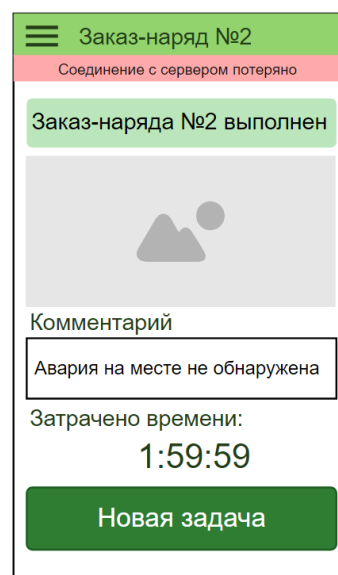 Заказ-наряд №2
Соединение с сервером потеряно
Заказ-наряда №2 выполнен
Комментарий
Авария на месте не обнаружена
Затрачено времени:
1:59:59
Новая задача